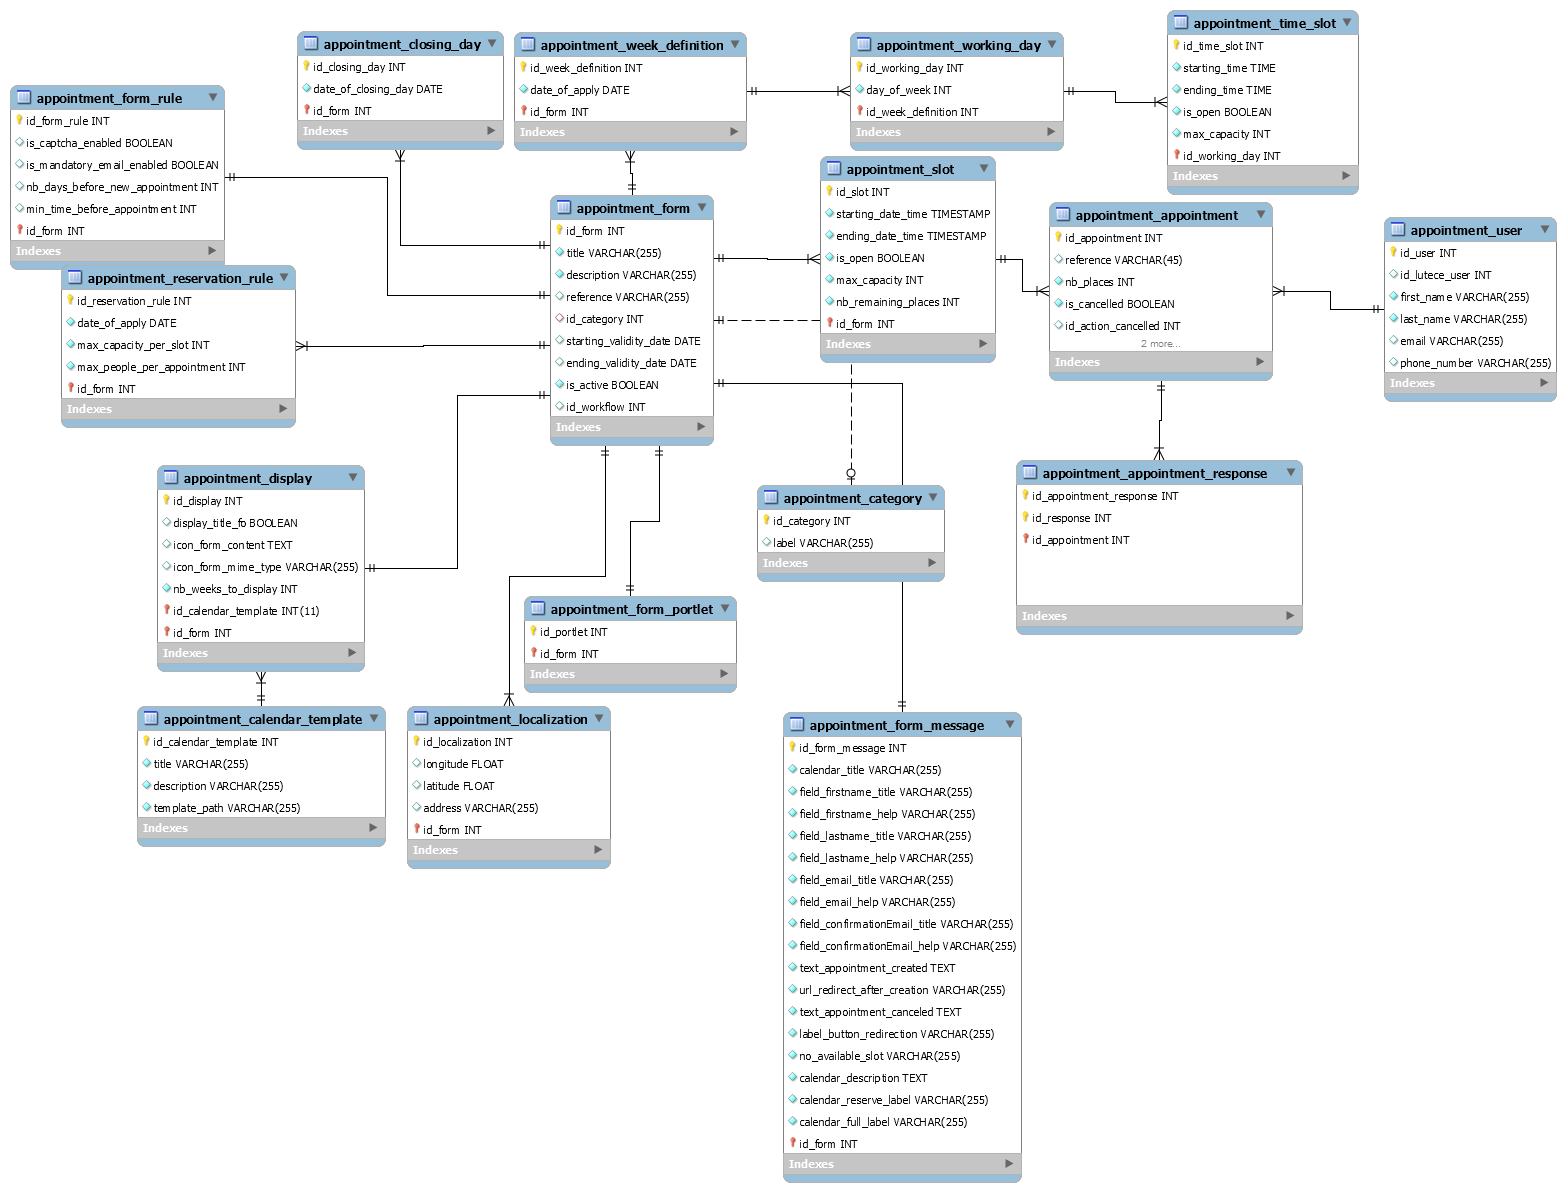 appointment_form_rule
id_form_rule INT
is_captcha_enabled BOOLEAN
is_mandatory_email_enabled BOOLEAN
nb_days_before_new_appointment INT
min_time_before_appointment INT
id_form INT
Indexes
appointment_closing_day
id_closing_day INT
date_of_closing_day DATE
id_form INT
Indexes
appointment_week_definition
id_week_definition INT
date_of_apply DATE
id_form INT
Indexes
appointment_working_day
id_working_day INT
day_of_week INT
id_week_definition INT
Indexes
appointment_time_slot
id_time_slot INT
starting_time TIME
ending_time TIME
is_open BOOLEAN
max_capacity INT
id_working_day INT
Indexes
appointment_reservation_rule
id_reservation_rule INT
date_of_apply DATE
max_capacity_per_slot INT
max_people_per_appointment INT
id_form INT
Indexes
appointment_form
id_form INT
title VARCHAR(255)
description VARCHAR(255)
reference VARCHAR(255)
id_category INT
starting_validity_date DATE
ending_validity_date DATE
is_active BOOLEAN
id_workflow INT
Indexes
appointment_slot
id_slot INT
starting_date_time TIMESTAMP
ending_date_time TIMESTAMP
is_open BOOLEAN
max_capacity INT
nb_remaining_places INT
id_form INT
Indexes
appointment_appointment
id_appointment INT
reference VARCHAR(45)
nb_places INT
is_cancelled BOOLEAN
id_action_cancelled INT
2 more...
Indexes
appointment_user
id_user INT
id_lutece_user INT
first_name VARCHAR(255)
last_name VARCHAR(255)
email VARCHAR(255)
phone_number VARCHAR(255)
Indexes
appointment_display
id_display INT
display_title_fo BOOLEAN
icon_form_content TEXT
icon_form_mime_type VARCHAR(255)
nb_weeks_to_display INT
id_calendar_template INT(11)
id_form INT
Indexes
appointment_category
id_category INT
label VARCHAR(255)
Indexes
appointment_appointment_response
id_appointment_response INT
id_response INT
id_appointment INT
Indexes
appointment_form_portlet
id_portlet INT
id_form INT
Indexes
appointment_calendar_template
id_calendar_template INT
title VARCHAR(255)
description VARCHAR(255)
template_path VARCHAR(255)
Indexes
appointment_localization
id_localization INT
longitude FLOAT
latitude FLOAT
address VARCHAR(255)
id_form INT
Indexes
appointment_form_message
id_form_message INT
calendar_title VARCHAR(255)
field_firstname_title VARCHAR(255)
field_firstname_help VARCHAR(255)
field_lastname_title VARCHAR(255)
field_lastname_help VARCHAR(255)
field_email_title VARCHAR(255)
field_email_help VARCHAR(255)
field_confirmationEmail_title VARCHAR(255)
field_confirmationEmail_help VARCHAR(255)
text_appointment_created TEXT
url_redirect_after_creation VARCHAR(255)
text_appointment_canceled TEXT
label_button_redirection VARCHAR(255)
no_available_slot VARCHAR(255)
calendar_description TEXT
calendar_reserve_label VARCHAR(255)
calendar_full_label VARCHAR(255)
id_form INT
Indexes